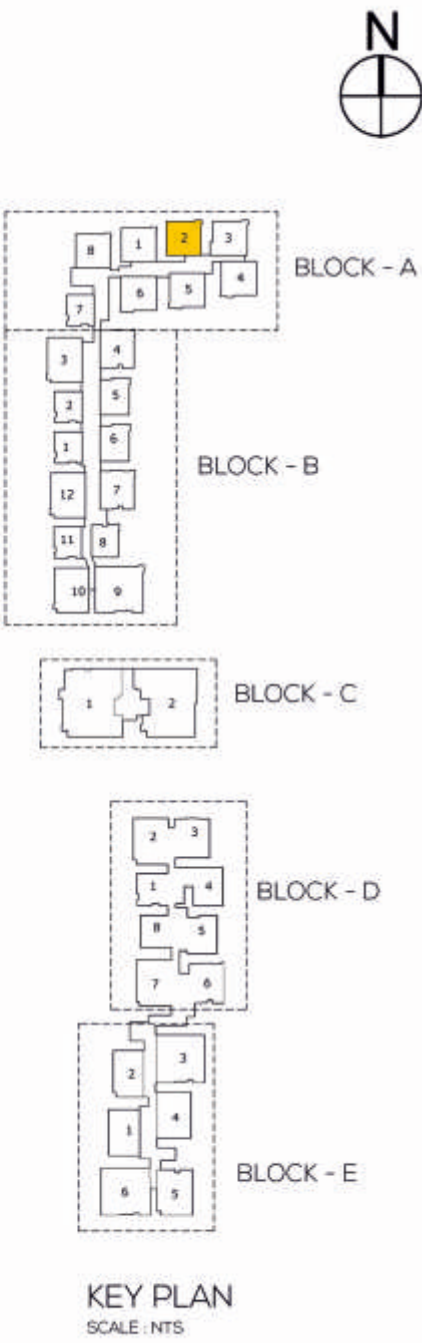 N
8 1 2 3
BLOCK - A
4
6 5
7
3 4
2 5
1 6
BLOCK - B
12 7
11 8
10 9
BLOCK - C
1 2
2 3
1 4
BLOCK - D
8 5
7 6
3
2
4
1
BLOCK - E
6 5
KEY PLAN
SCALE : NTS